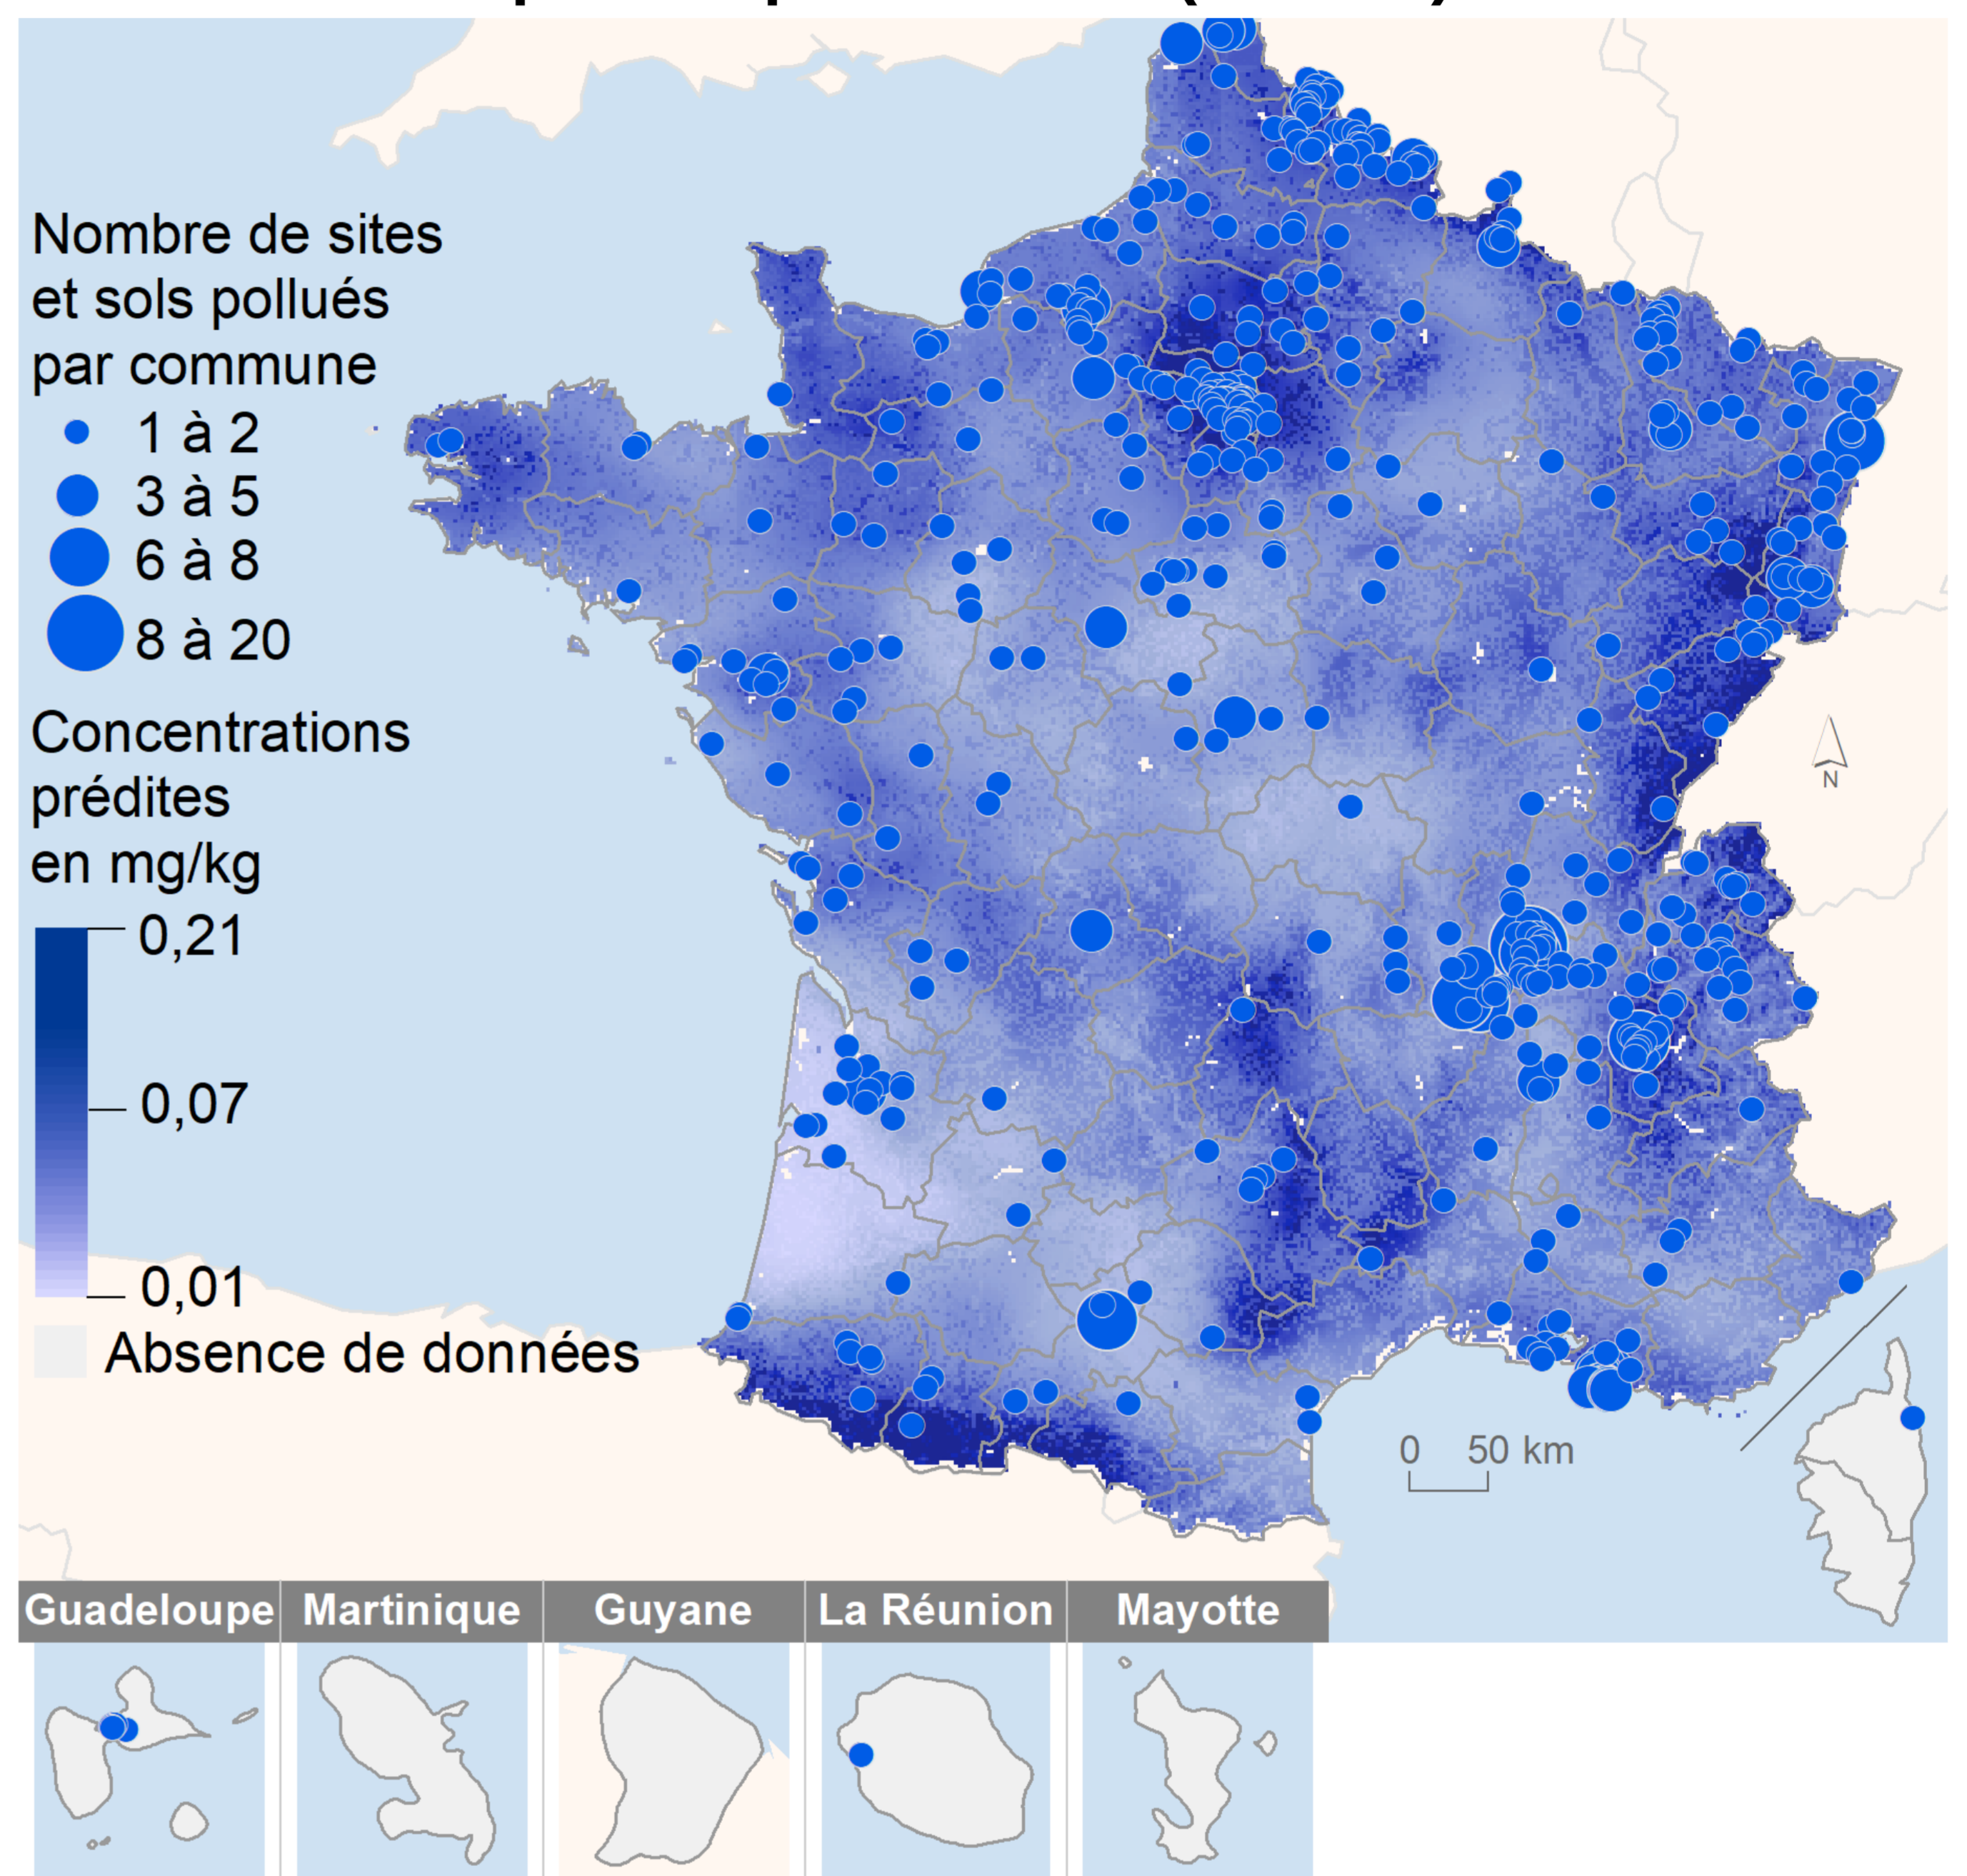 Nombre de sites
et sols pollués
par commune
1 à 2
3 à 5
6 à 8
8 à 20
Concentrations
prédites
en mg/kg
0,21
0,07
0,01
Absence de données
N
0 50 km
Guadeloupe Martinique Guyane La Réunion Mayotte